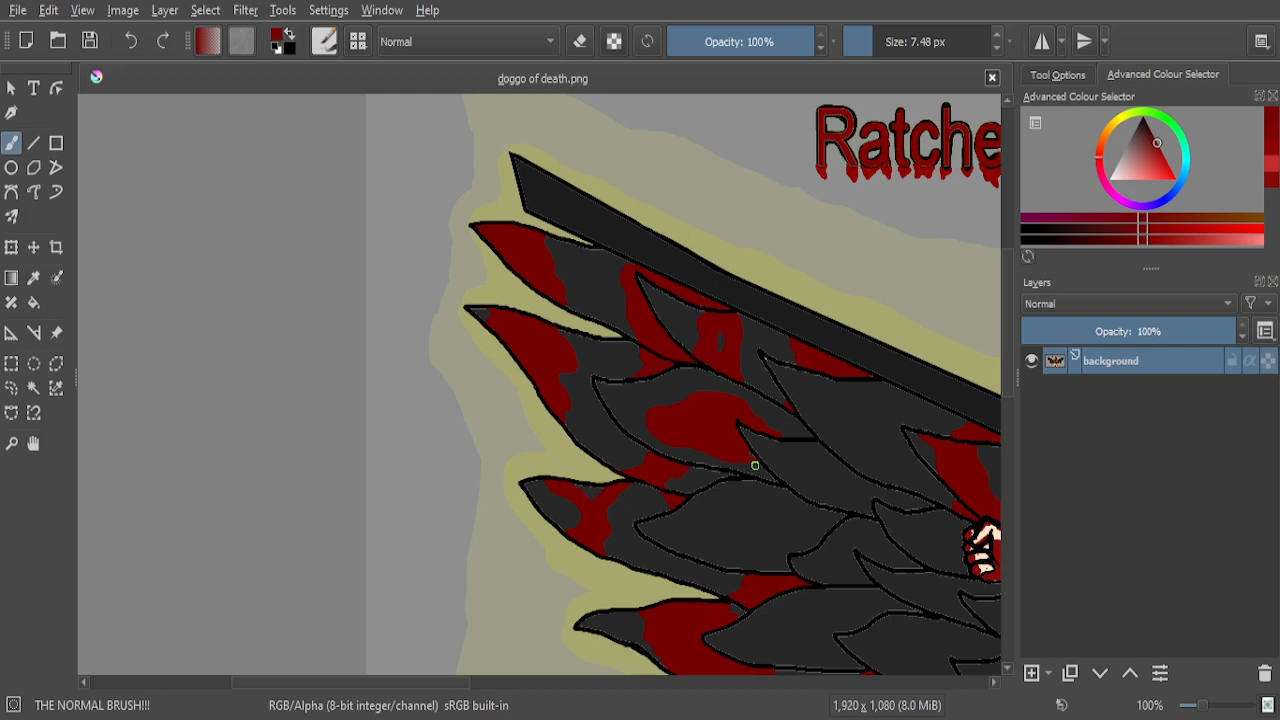 File Edit View Image Layer Select Filter Tools Settings Window Help
Normal Opacity: 100% Size: 7.48 px
doggo of death.png
Tool Options Advanced Colour Selector
Advanced Colour Selector
Ratche
Layers
Normal
Opacity: 100%
background
THE NORMAL BRUSH!!! RGB/Alpha (8-bit integer/channel) sRGB built-in 1,920 x 1,080 (8.0 MiB) 100%